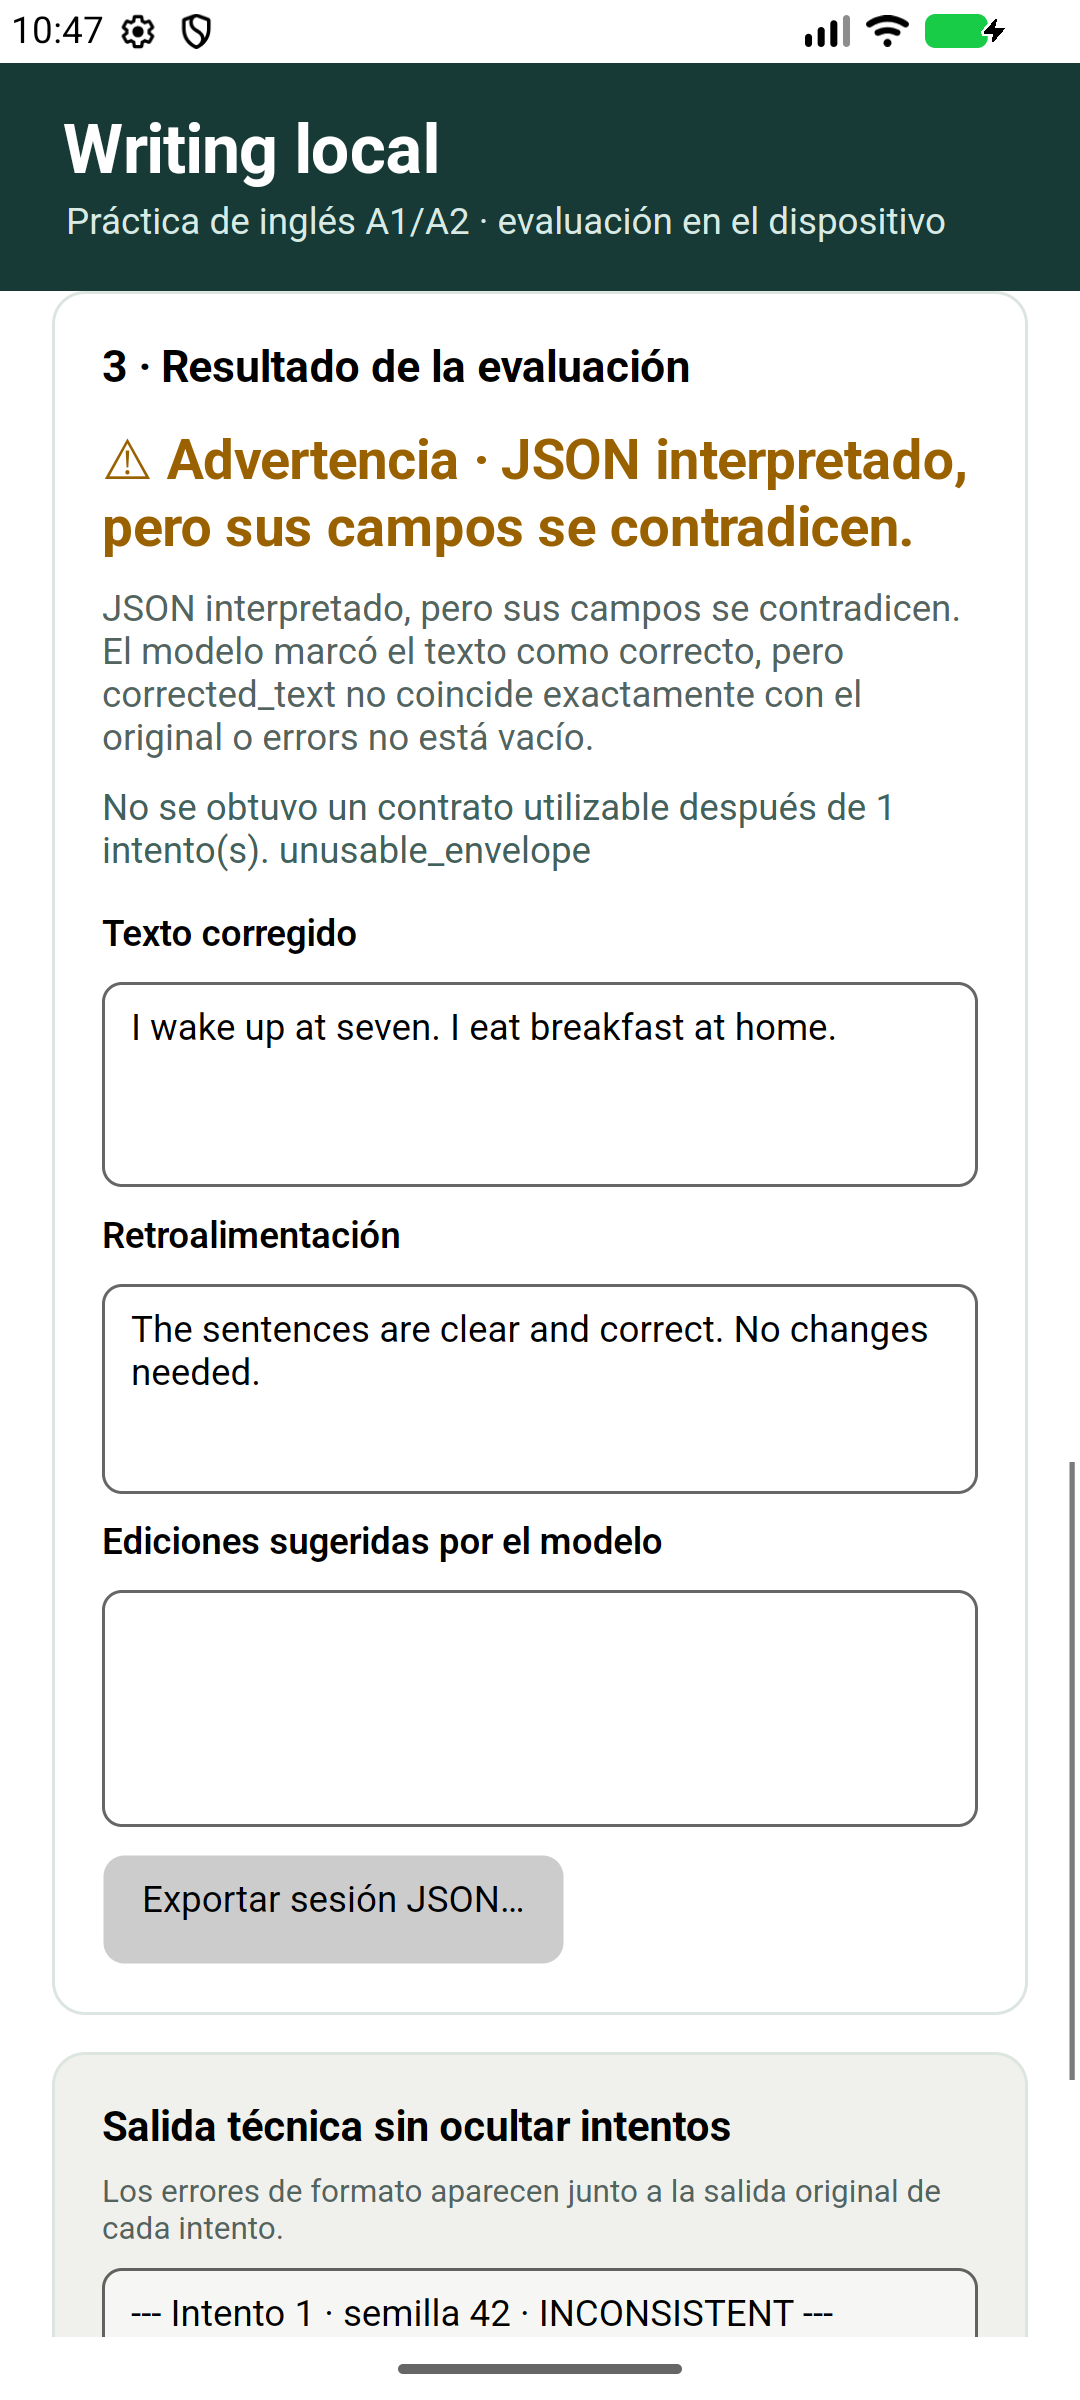 10:47
Writing local
Práctica de inglés A1/A2 · evaluación en el dispositivo
3 · Resultado de la evaluación
⚠ Advertencia · JSON interpretado,
pero sus campos se contradicen.
JSON interpretado, pero sus campos se contradicen.
El modelo marcó el texto como correcto, pero
corrected_text no coincide exactamente con el
original o errors no está vacío.
No se obtuvo un contrato utilizable después de 1
intento(s). unusable_envelope
Texto corregido
I wake up at seven. I eat breakfast at home.
Retroalimentación
The sentences are clear and correct. No changes
needed.
Ediciones sugeridas por el modelo
Exportar sesión JSON...
Salida técnica sin ocultar intentos
Los errores de formato aparecen junto a la salida original de
cada intento.
--- Intento 1 · semilla 42 · INCONSISTENT ---